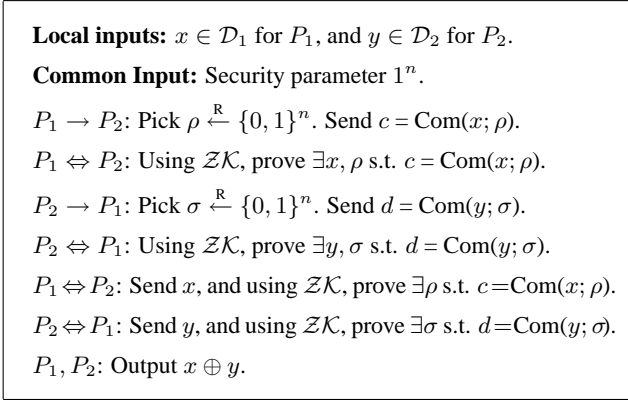 Local inputs: x ∈ 𝒟₁ for P₁, and y ∈ 𝒟₂ for P₂.
Common Input: Security parameter 1ⁿ.
P₁ → P₂: Pick ρ ←ᴿ {0, 1}ⁿ. Send c = Com(x; ρ).
P₁ ⇔ P₂: Using 𝒵𝒦, prove ∃x, ρ s.t. c = Com(x; ρ).
P₂ → P₁: Pick σ ←ᴿ {0, 1}ⁿ. Send d = Com(y; σ).
P₂ ⇔ P₁: Using 𝒵𝒦, prove ∃y, σ s.t. d = Com(y; σ).
P₁ ⇔ P₂: Send x, and using 𝒵𝒦, prove ∃ρ s.t. c=Com(x; ρ).
P₂ ⇔ P₁: Send y, and using 𝒵𝒦, prove ∃σ s.t. d=Com(y; σ).
P₁, P₂: Output x ⊕ y.